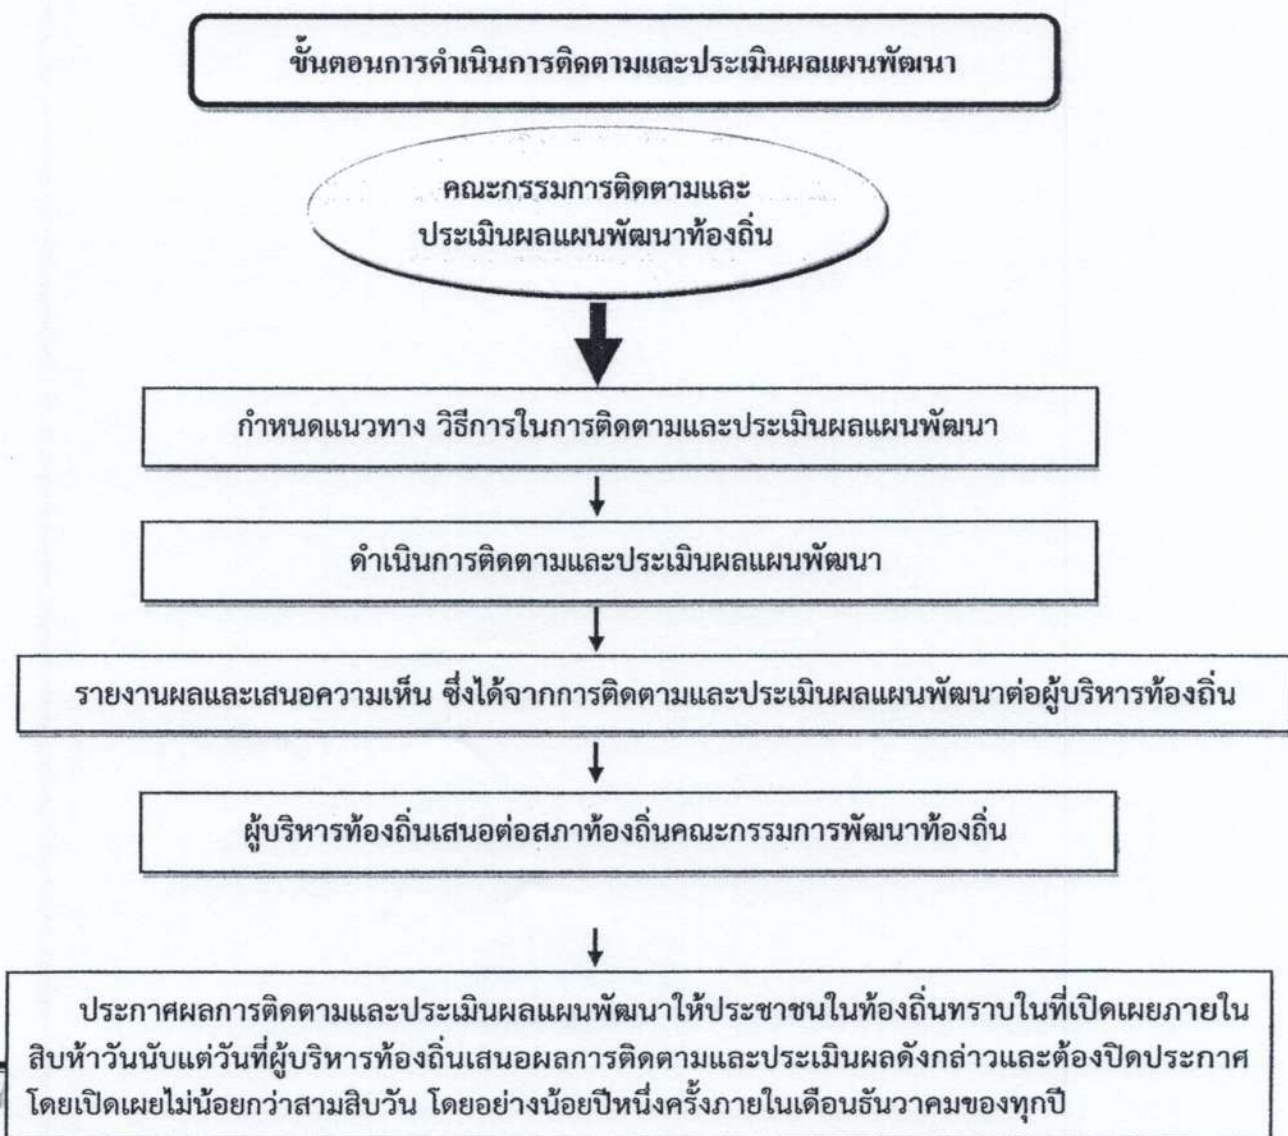 ขั้นตอนการดำเนินการติดตามและประเมินผลแผนพัฒนา
คณะกรรมการติดตามและ
ประเมินผลแผนพัฒนาท้องถิ่น
กำหนดแนวทาง วิธีการในการติดตามและประเมินผลแผนพัฒนา
ดำเนินการติดตามและประเมินผลแผนพัฒนา
รายงานผลและเสนอความเห็น ซึ่งได้จากการติดตามและประเมินผลแผนพัฒนาต่อผู้บริหารท้องถิ่น
ผู้บริหารท้องถิ่นเสนอต่อสภาท้องถิ่นคณะกรรมการพัฒนาท้องถิ่น
ประกาศผลการติดตามและประเมินผลแผนพัฒนาให้ประชาชนในท้องถิ่นทราบในที่เปิดเผยภายใน
สิบห้าวันนับแต่วันที่ผู้บริหารท้องถิ่นเสนอผลการติดตามและประเมินผลดังกล่าวและต้องปิดประกาศ
โดยเปิดเผยไม่น้อยกว่าสามสิบวัน โดยอย่างน้อยปีหนึ่งครั้งภายในเดือนธันวาคมของทุกปี